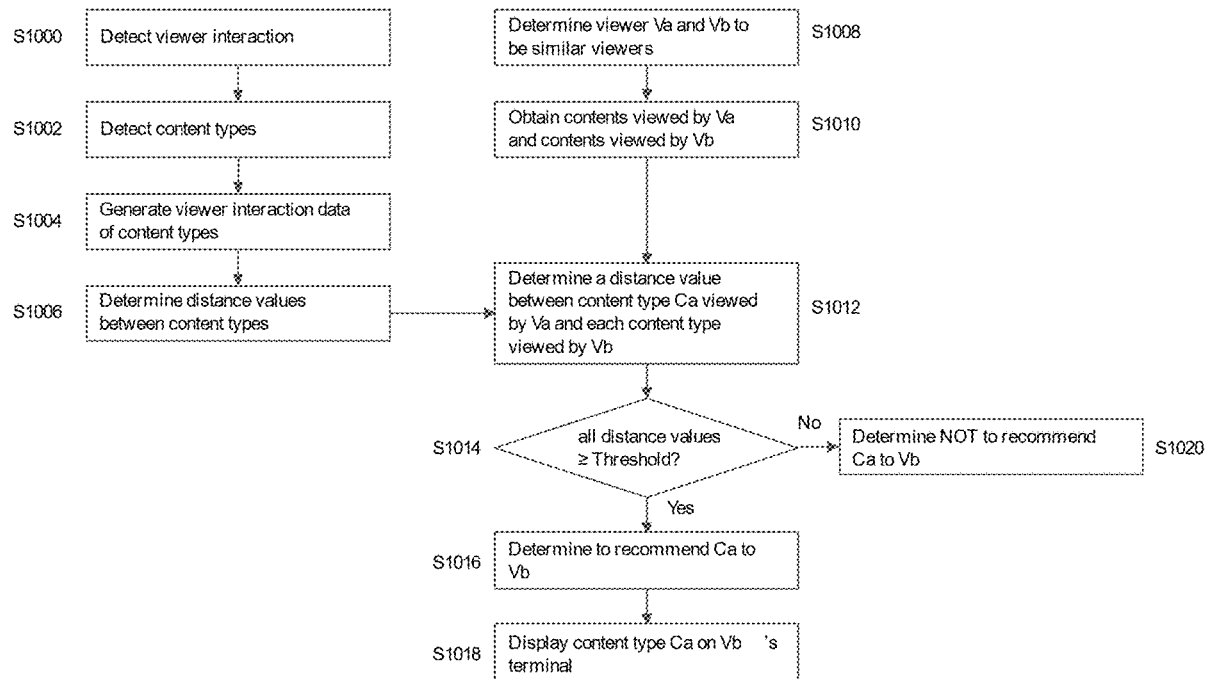 S1000
Detect viewer interaction
S1002
Detect content types
S1004
Generate viewer interaction data
of content types
S1006
Determine distance values
between content types
Determine viewer Va and Vb to
be similar viewers
S1008
Obtain contents viewed by Va
and contents viewed by Vb
S1010
Determine a distance value
between content type Ca viewed
by Va and each content type
viewed by Vb
S1012
S1014
all distance values
≥ Threshold?
No
Determine NOT to recommend
Ca to Vb
S1020
Yes
S1016
Determine to recommend Ca to
Vb
S1018
Display content type Ca on Vb 's
terminal